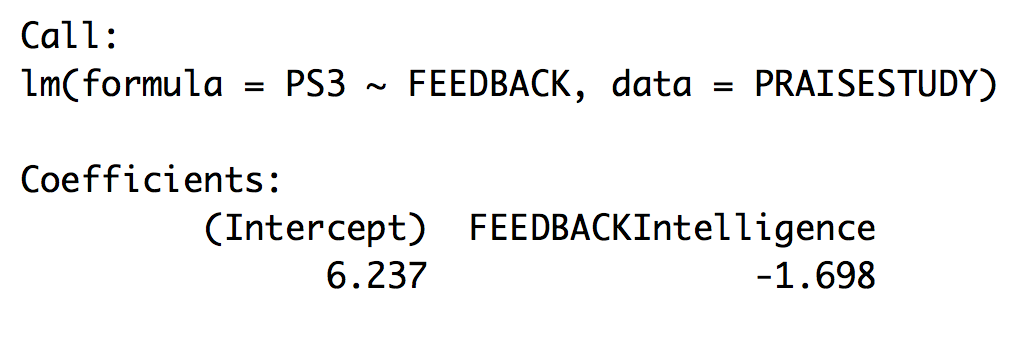 Call:
lm(formula = PS3 ~ FEEDBACK, data = PRAISESTUDY)
Coefficients:
(Intercept) FEEDBACKIntelligence
6.237 -1.698